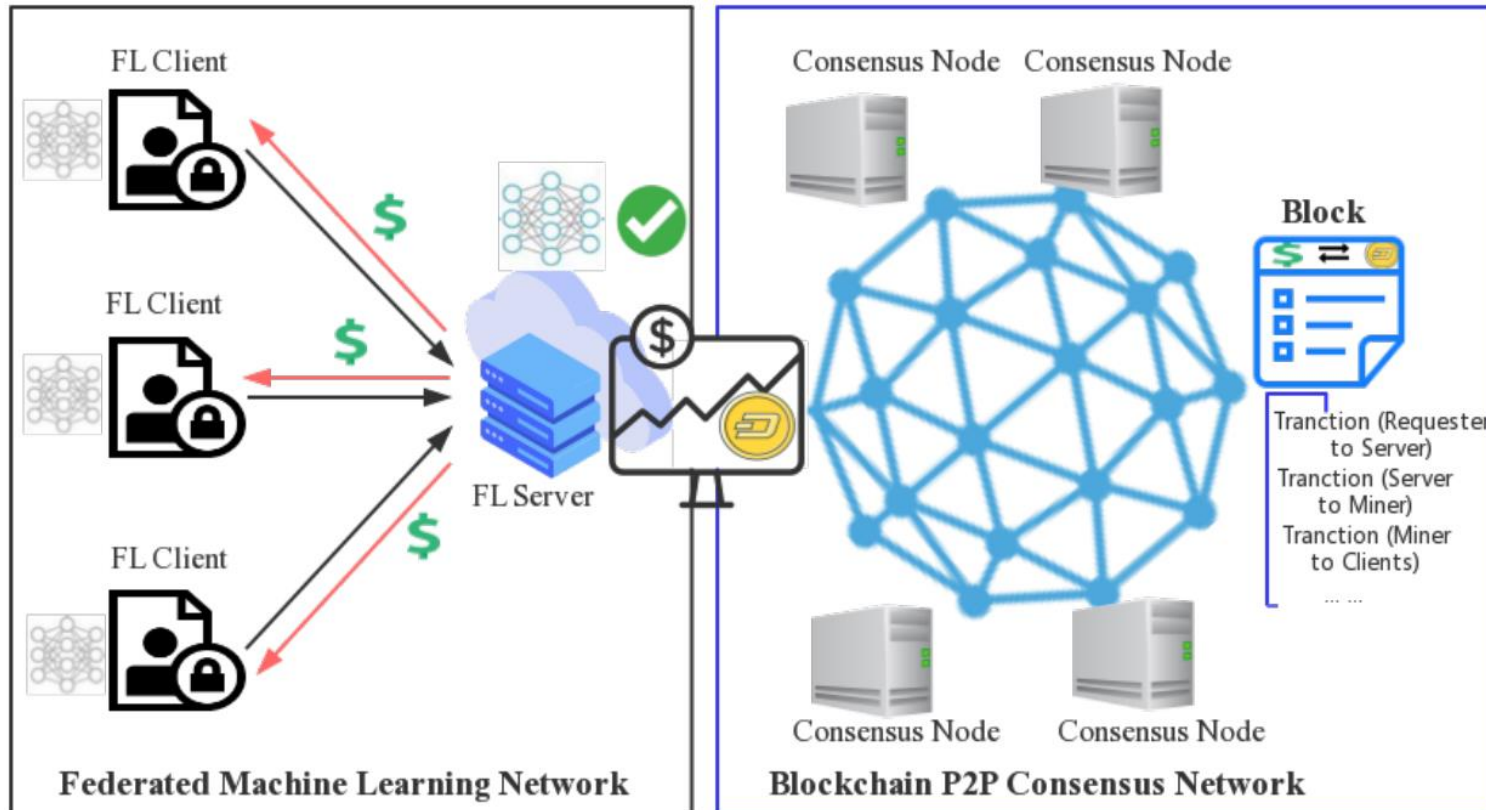 FL Client
FL Client
FL Client
$
$
$
FL Server
$
Federated Machine Learning Network
Consensus Node
Consensus Node
Consensus Node
Consensus Node
Block
$
Tranction (Requester
to Server)
Tranction (Server
to Miner)
Tranction (Miner
to Clients)
... ...
Blockchain P2P Consensus Network